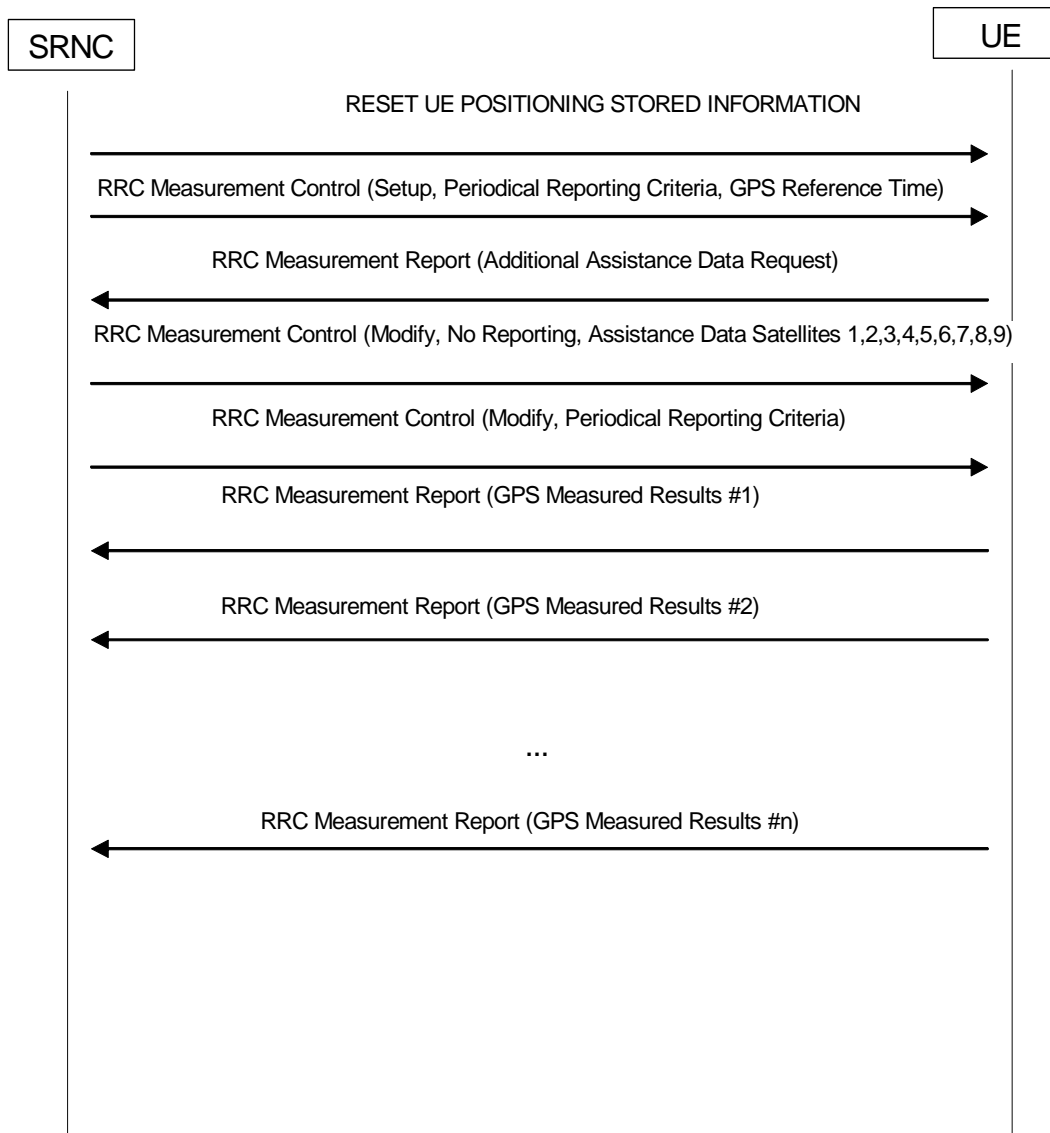 SRNC
UE
RESET UE POSITIONING STORED INFORMATION
RRC Measurement Control (Setup, Periodical Reporting Criteria, GPS Reference Time)
RRC Measurement Report (Additional Assistance Data Request)
RRC Measurement Control (Modify, No Reporting, Assistance Data Satellites 1,2,3,4,5,6,7,8,9)
RRC Measurement Control (Modify, Periodical Reporting Criteria)
RRC Measurement Report (GPS Measured Results #1)
RRC Measurement Report (GPS Measured Results #2)
...
RRC Measurement Report (GPS Measured Results #n)